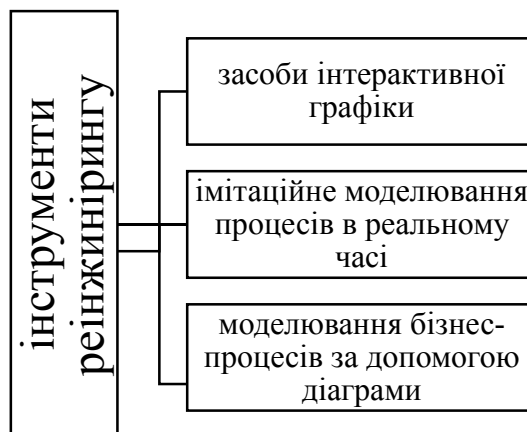 інструменти
реінжинірингу
засоби інтерактивної
графіки
імітаційне моделювання
процесів в реальному
часі
моделювання бізнес-
процесів за допомогою
діаграми